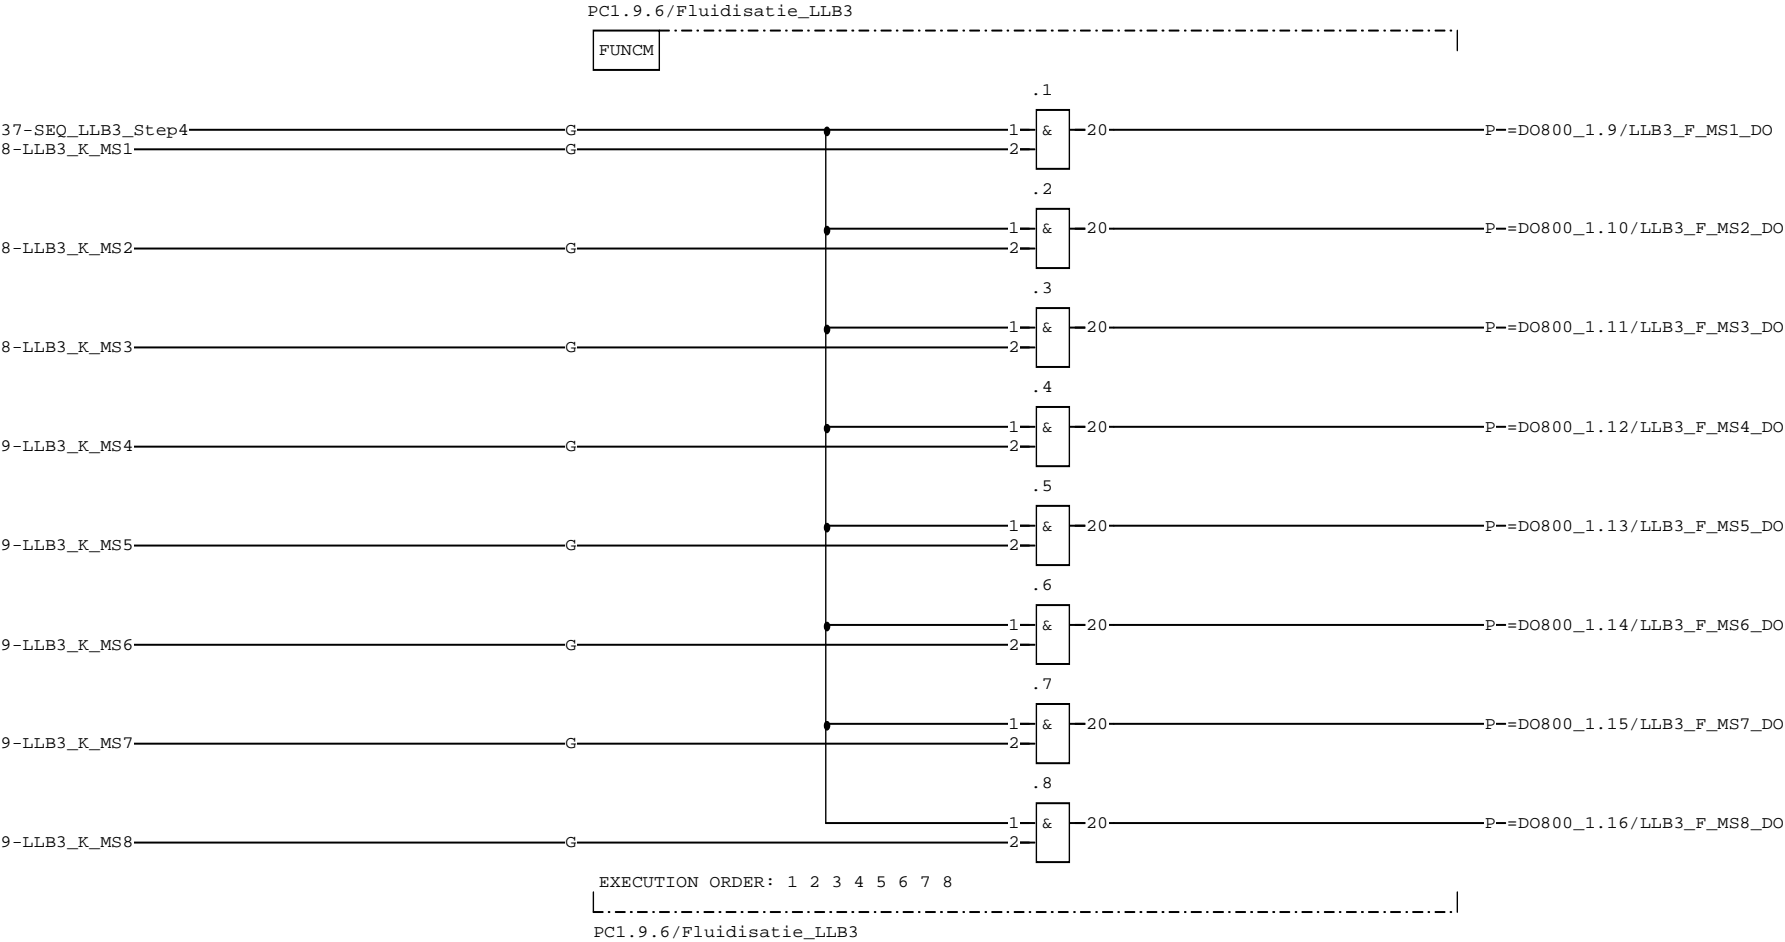 PC1.9.6/Fluidisatie_LLB3
FUNCM
.1
37-SEQ_LLB3_Step4 G 1 & 20 P-=DO800_1.9/LLB3_F_MS1_DO
8-LLB3_K_MS1 G 2
.2
1 & 20 P-=DO800_1.10/LLB3_F_MS2_DO
8-LLB3_K_MS2 G 2
.3
1 & 20 P-=DO800_1.11/LLB3_F_MS3_DO
8-LLB3_K_MS3 G 2
.4
1 & 20 P-=DO800_1.12/LLB3_F_MS4_DO
9-LLB3_K_MS4 G 2
.5
1 & 20 P-=DO800_1.13/LLB3_F_MS5_DO
9-LLB3_K_MS5 G 2
.6
1 & 20 P-=DO800_1.14/LLB3_F_MS6_DO
9-LLB3_K_MS6 G 2
.7
1 & 20 P-=DO800_1.15/LLB3_F_MS7_DO
9-LLB3_K_MS7 G 2
.8
1 & 20 P-=DO800_1.16/LLB3_F_MS8_DO
9-LLB3_K_MS8 G 2
EXECUTION ORDER: 1 2 3 4 5 6 7 8
PC1.9.6/Fluidisatie_LLB3